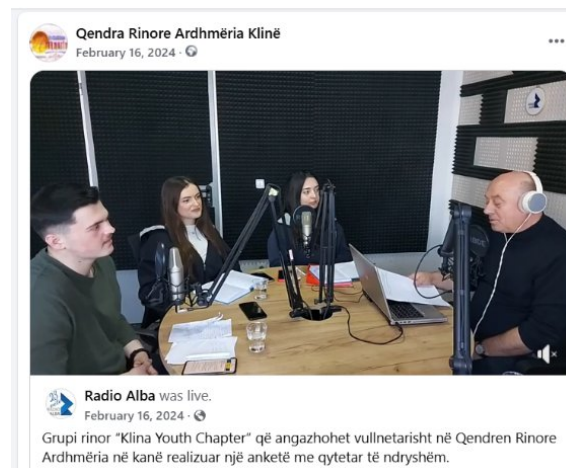 Qendra Rinore Ardhmëria Klinë
February 16, 2024 ·
Radio Alba was live.
February 16, 2024 ·
Grupi rinor "Klina Youth Chapter" që angazhohet vullnetarisht në Qendren Rinore
Ardhmëria në kanë realizuar një anketë me qytetar të ndryshëm.